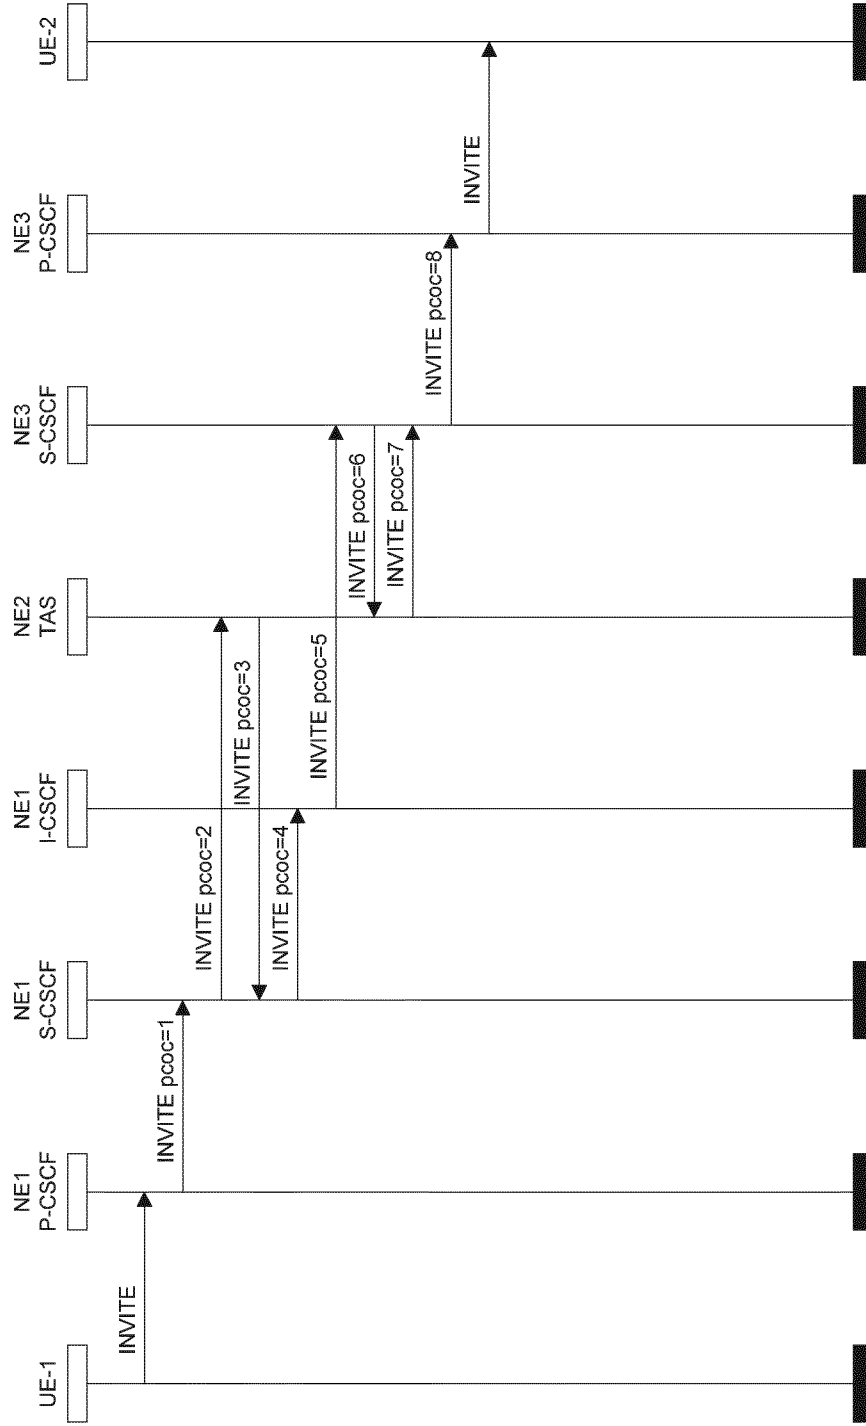 UE-1
NE1
P-CSCF
NE1
S-CSCF
NE1
I-CSCF
NE2
TAS
NE3
S-CSCF
NE3
P-CSCF
UE-2
INVITE
INVITE pcoc=1
INVITE pcoc=2
INVITE pcoc=3
INVITE pcoc=4
INVITE pcoc=5
INVITE pcoc=6
INVITE pcoc=7
INVITE pcoc=8
INVITE